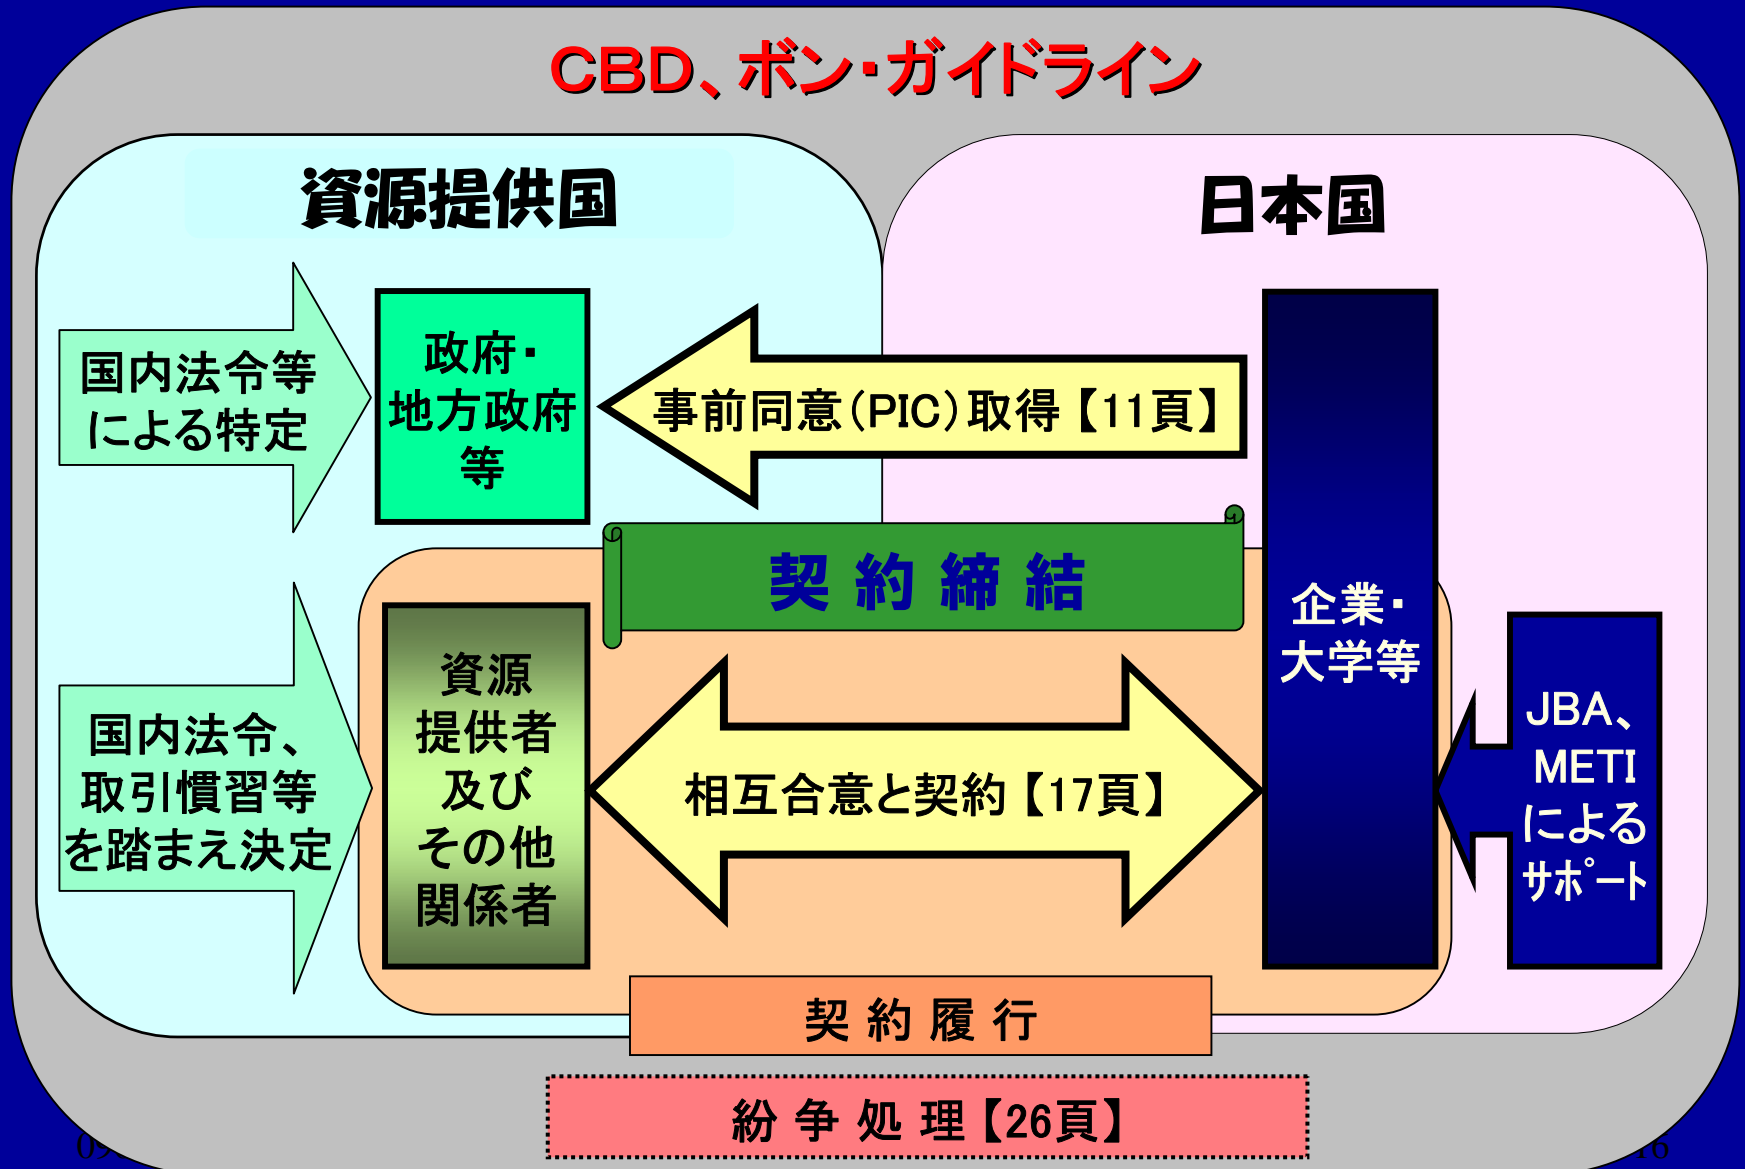 CBD、ボン・ガイドライン
資源提供国
日本国
国内法令等
による特定
政府・
地方政府
等
事前同意(PIC)取得【11頁】
契約締結
企業・
大学等
国内法令、
取引慣習等
を踏まえ決定
資源
提供者
及び
その他
関係者
相互合意と契約【17頁】
JBA、
METI
による
サポート
契約履行
紛争処理【26頁】